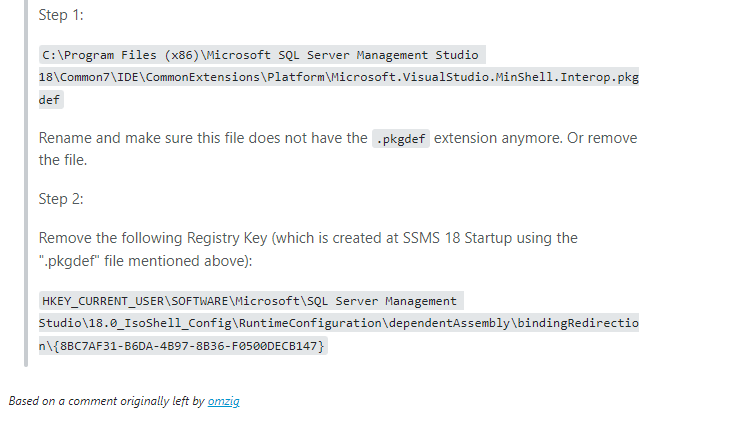 Step 1:
C:\Program Files (x86)\Microsoft SQL Server Management Studio
18\Common7\IDE\CommonExtensions\Platform\Microsoft.VisualStudio.MinShell.Interop.pkg
def
Rename and make sure this file does not have the .pkgdef extension anymore. Or remove
the file.
Step 2:
Remove the following Registry Key (which is created at SSMS 18 Startup using the
".pkgdef" file mentioned above):
HKEY_CURRENT_USER\SOFTWARE\Microsoft\SQL Server Management
Studio\18.0_IsoShell_Config\RuntimeConfiguration\dependentAssembly\bindingRedirectio
n\{8BC7AF31-B6DA-4B97-8B36-F0500DECB147}
Based on a comment originally left by omzig